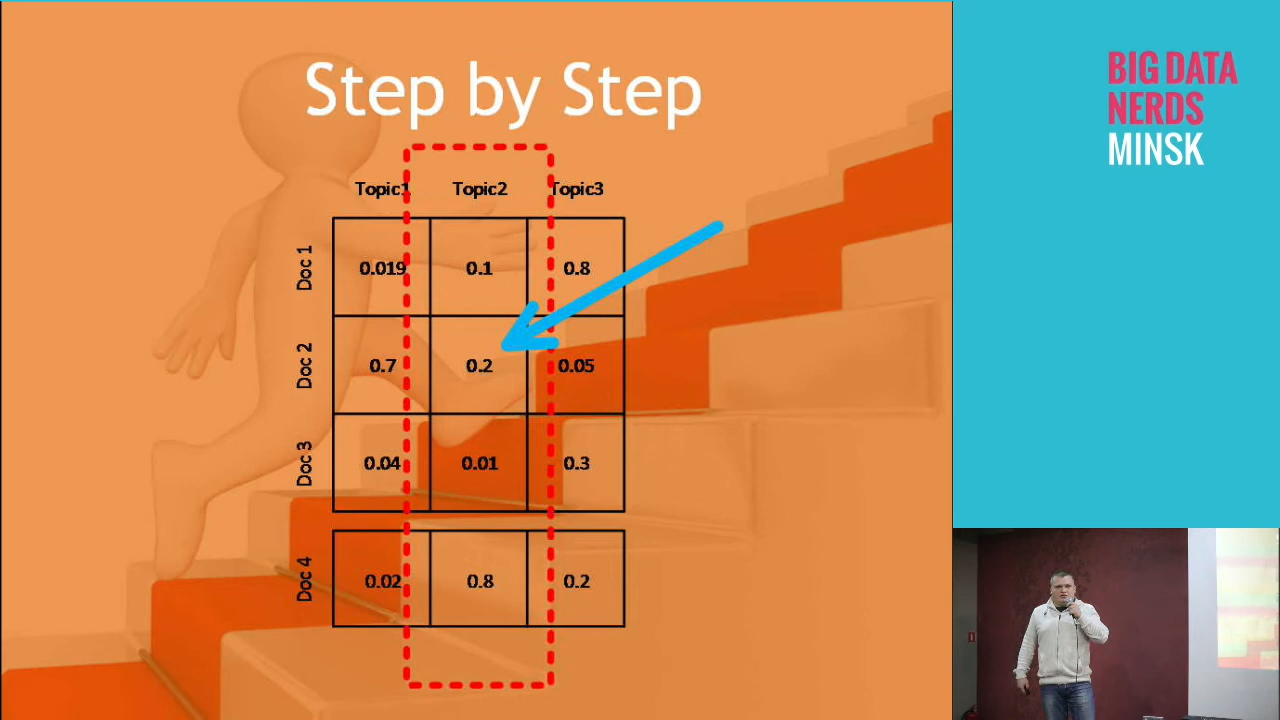 Step by Step
Topic1 Topic2 Topic3
Doc 1 0.019 0.1 0.8
Doc 2 0.7 0.2 0.05
Doc 3 0.04 0.01 0.3
Doc 4 0.02 0.8 0.2
BIG DATA
NERDS
MINSK